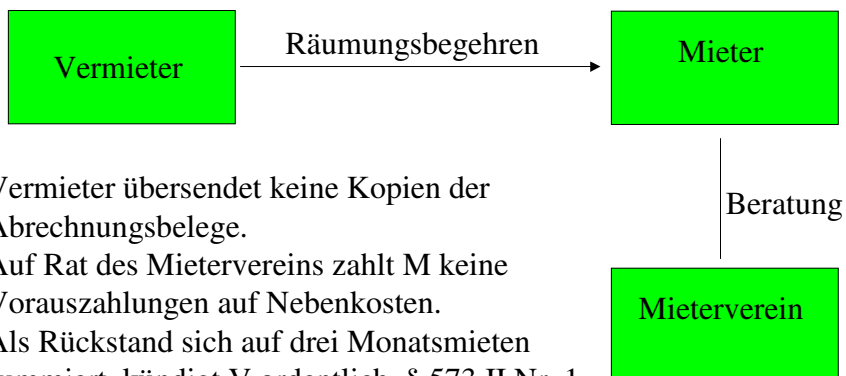 Vermieter
Räumungsbegehren
Mieter
Vermieter übersendet keine Kopien der
Abrechnungsbelege.
Auf Rat des Mietervereins zahlt M keine
Vorauszahlungen auf Nebenkosten.
Als Rückstand sich auf drei Monatsmieten
kündigt V ordentlich, § 573 II Nr. 1
Beratung
Mieterverein